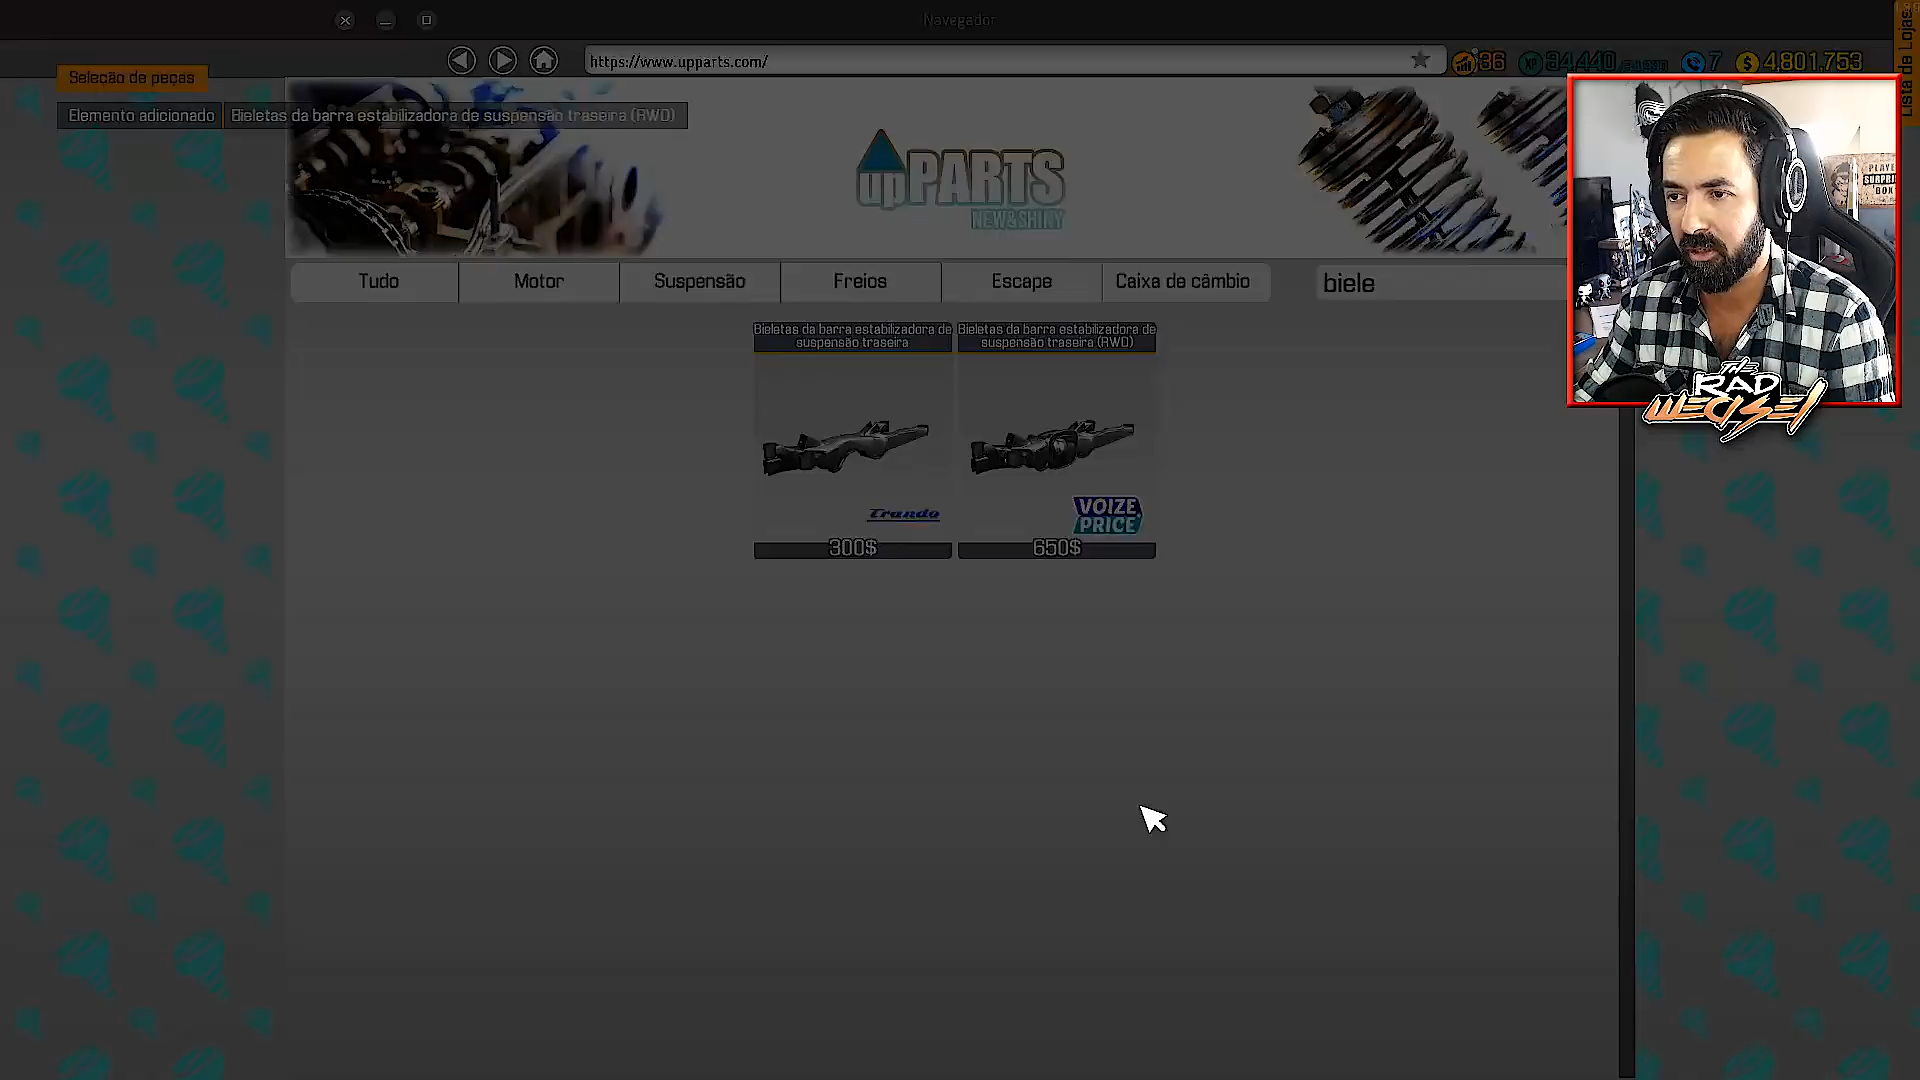 Navegador
https://www.upparts.com/
36
34,440
7
4,801,753
Lista de Lojas
Seleção de peças
Elemento adicionado
Bieletas da barra estabilizadora de suspensão traseira (RWD)
upPARTS
NEW&SHINY
Tudo
Motor
Suspensão
Freios
Escape
Caixa de câmbio
biele
Bieletas da barra estabilizadora de
suspensão traseira
Bieletas da barra estabilizadora de
suspensão traseira (RWD)
Trando
VOIZE
PRICE
300$
650$
THE
RAD
WECISEL